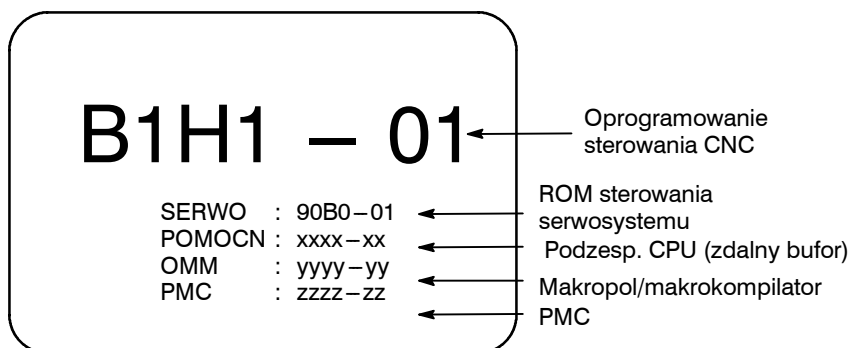 B1H1 – 01
Oprogramowanie
sterowania CNC
SERWO : 90B0–01
POMOCN : xxxx–xx
OMM : yyyy–yy
PMC : zzzz–zz
ROM sterowania
serwosystemu
Podzesp. CPU (zdalny bufor)
Makropol/makrokompilator
PMC